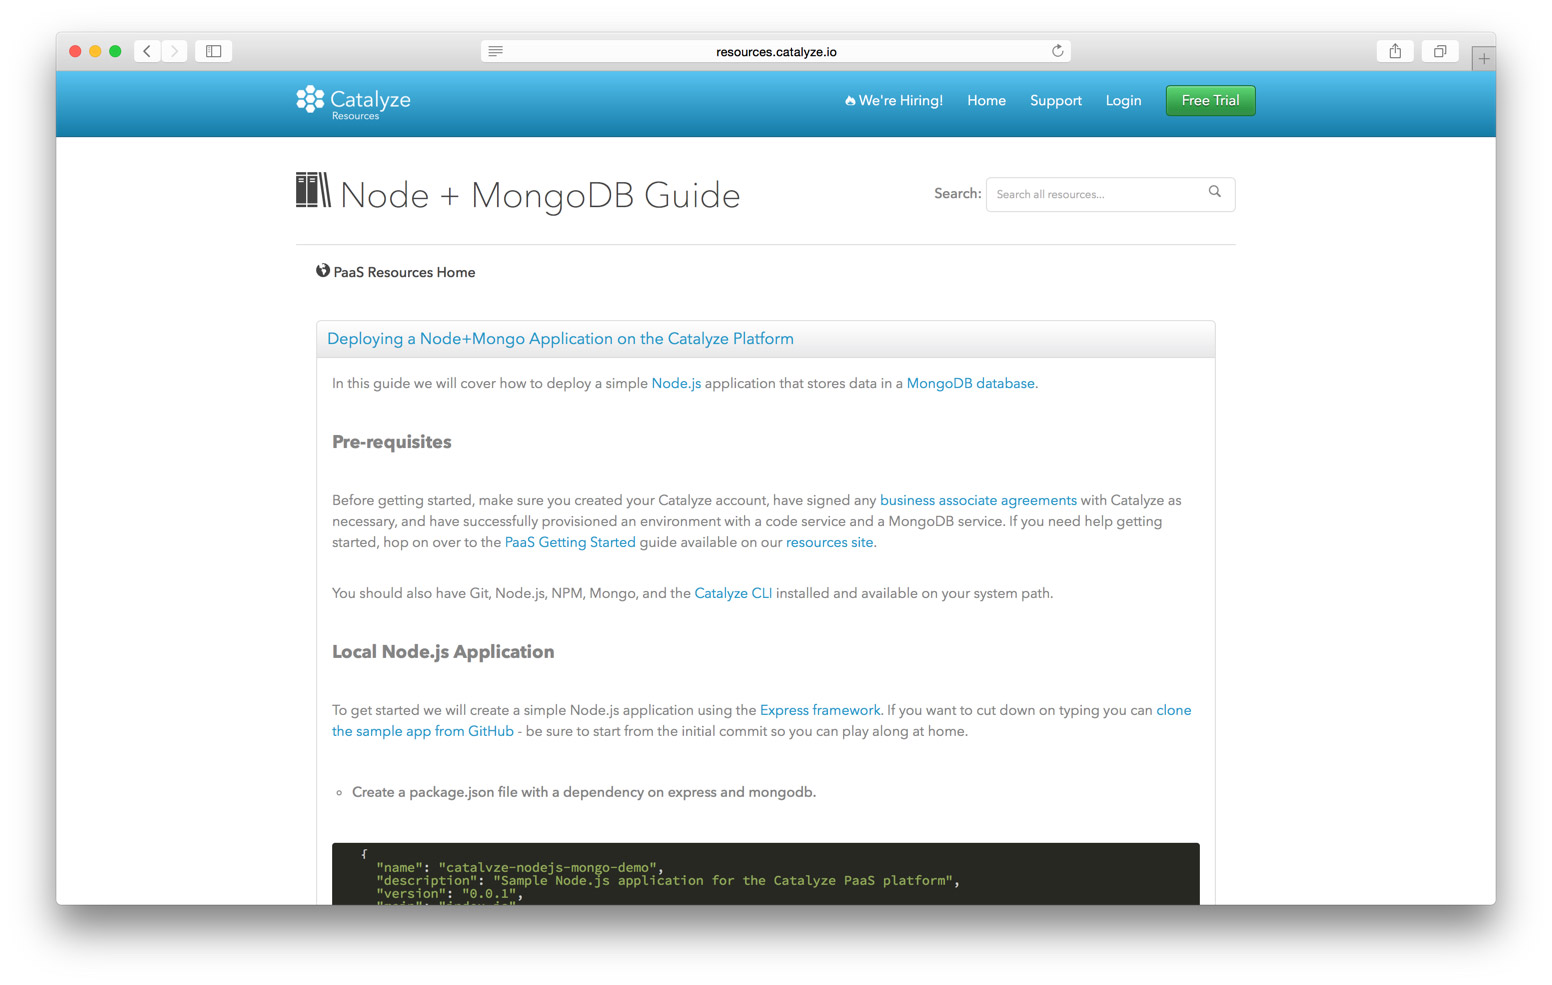 resources.catalyze.io
Catalyze
Resources
We're Hiring!
Home
Support
Login
Free Trial
Node + MongoDB Guide
Search:
Search all resources...
PaaS Resources Home
Deploying a Node+Mongo Application on the Catalyze Platform
In this guide we will cover how to deploy a simple Node.js application that stores data in a MongoDB database.
Pre-requisites
Before getting started, make sure you created your Catalyze account, have signed any business associate agreements with Catalyze as
necessary, and have successfully provisioned an environment with a code service and a MongoDB service. If you need help getting
started, hop on over to the PaaS Getting Started guide available on our resources site.
You should also have Git, Node.js, NPM, Mongo, and the Catalyze CLI installed and available on your system path.
Local Node.js Application
To get started we will create a simple Node.js application using the Express framework. If you want to cut down on typing you can clone
the sample app from GitHub - be sure to start from the initial commit so you can play along at home.
Create a package.json file with a dependency on express and mongodb.
{
"name": "catalyze-nodejs-mongo-demo",
"description": "Sample Node.js application for the Catalyze PaaS platform",
"version": "0.0.1",